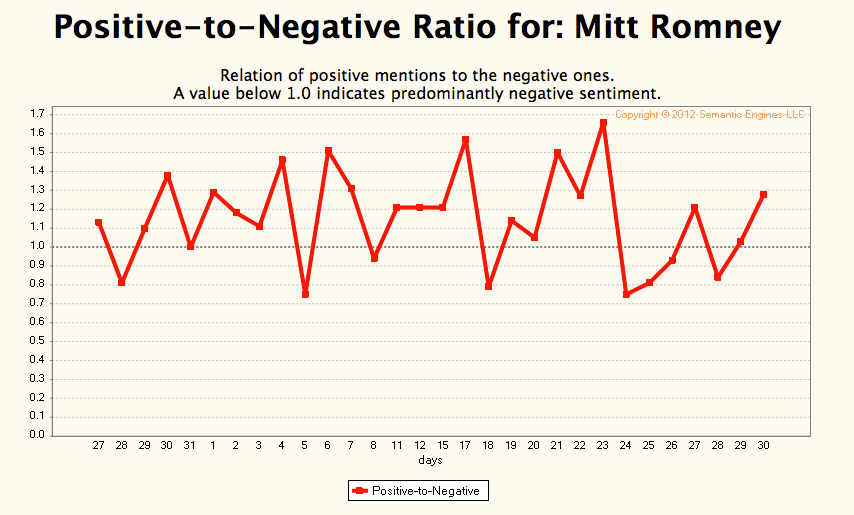 Positive-to-Negative Ratio for: Mitt Romney
Relation of positive mentions to the negative ones.
A value below 1.0 indicates predominantly negative sentiment.
Copyright © 2012 Semantic Engines LLC
1.7
1.6
1.5
1.4
1.3
1.2
1.1
1.0
0.9
0.8
0.7
0.6
0.5
0.4
0.3
0.2
0.1
0.0
27 28 29 30 31 1 2 3 4 5 6 7 8 11 12 15 17 18 19 20 21 22 23 24 25 26 27 28 29 30
days
Positive-to-Negative